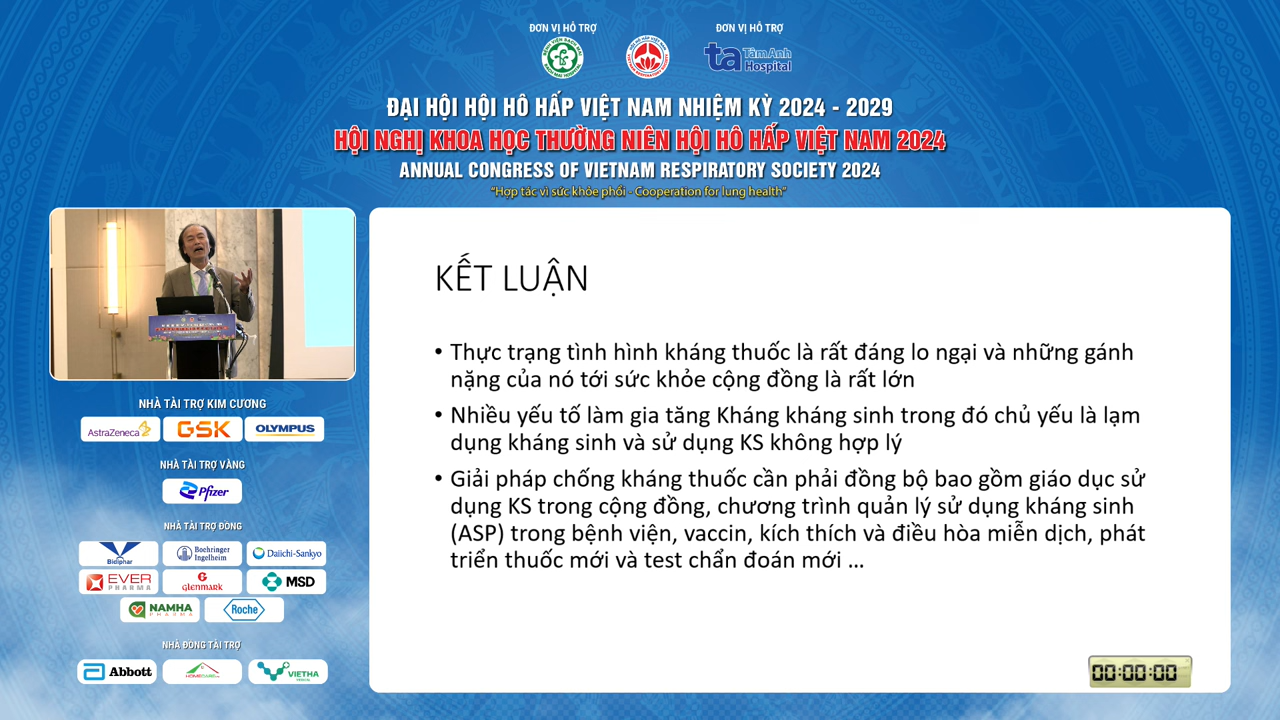 ĐƠN VỊ HỖ TRỢ
ĐƠN VỊ HỖ TRỢ
TâmAnh
ta Hospital
ĐẠI HỘI HỘI HÔ HẤP VIỆT NAM NHIỆM KỲ 2024 - 2029
HỘI NGHỊ KHOA HỌC THƯỜNG NIÊN HỘI HÔ HẤP VIỆT NAM 2024
ANNUAL CONGRESS OF VIETNAM RESPIRATORY SOCIETY 2024
"Hợp tác vì sức khỏe phổi - Cooperation for lung health"
NHÀ TÀI TRỢ KIM CƯƠNG
AstraZeneca GSK OLYMPUS
NHÀ TÀI TRỢ VÀNG
Pfizer
NHÀ TÀI TRỢ ĐỒNG
Bidiphar Boehringer Ingelheim Daiichi-Sankyo
EVER PHARMA GLENMARK MSD
NAMHA PHARMA Roche
NHÀ ĐỒNG TÀI TRỢ
Abbott VIETHA
KẾT LUẬN
• Thực trạng tình hình kháng thuốc là rất đáng lo ngại và những gánh
nặng của nó tới sức khỏe cộng đồng là rất lớn
• Nhiều yếu tố làm gia tăng Kháng kháng sinh trong đó chủ yếu là lạm
dụng kháng sinh và sử dụng KS không hợp lý
• Giải pháp chống kháng thuốc cần phải đồng bộ bao gồm giáo dục sử
dụng KS trong cộng đồng, chương trình quản lý sử dụng kháng sinh
(ASP) trong bệnh viện, vaccin, kích thích và điều hòa miễn dịch, phát
triển thuốc mới và test chẩn đoán mới ...
00:00:00